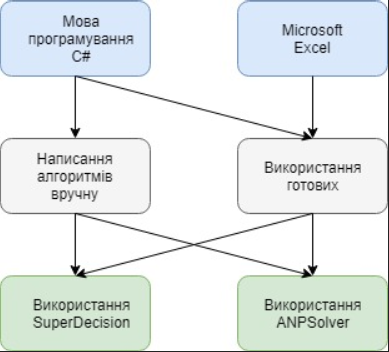 Мова
програмування
C#
Microsoft
Excel
Написання
алгоритмів
вручну
Використання
готових
Використання
SuperDecision
Використання
ANPSolver